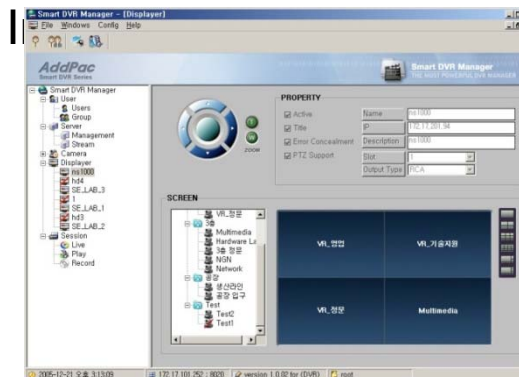 Smart DVR Manager - [Displayer]
File Windows Config Help
AddPac
Smart DVR Series
Smart DVR Manager
THE MOST POWERFUL DVR MANAGER
Smart DVR Manager
User
Users
Group
Server
Management
Stream
Camera
Displayer
ns1000
hd4
SE_LAB_3
1
SE_LAB_1
hd3
SE_LAB_2
Session
Live
Play
Record
ZOOM
PROPERTY
Active
Name
ns1000
Title
IP
172.17.201.94
Error Concealment
Description
ns1000
PTZ Support
Slot
1
Output Type
RCA
SCREEN
VR_정문
3층
Multimedia
Hardware La
3층 정문
NGN
Network
공장
생산라인
공장 입구
Test
Test2
Test1
VR_영업
VR_기술지원
VR_정문
Multimedia
2005-12-21 오후 3:13:09
172.17.101.252 : 8020
version 1.0.02 for (DVR)
root